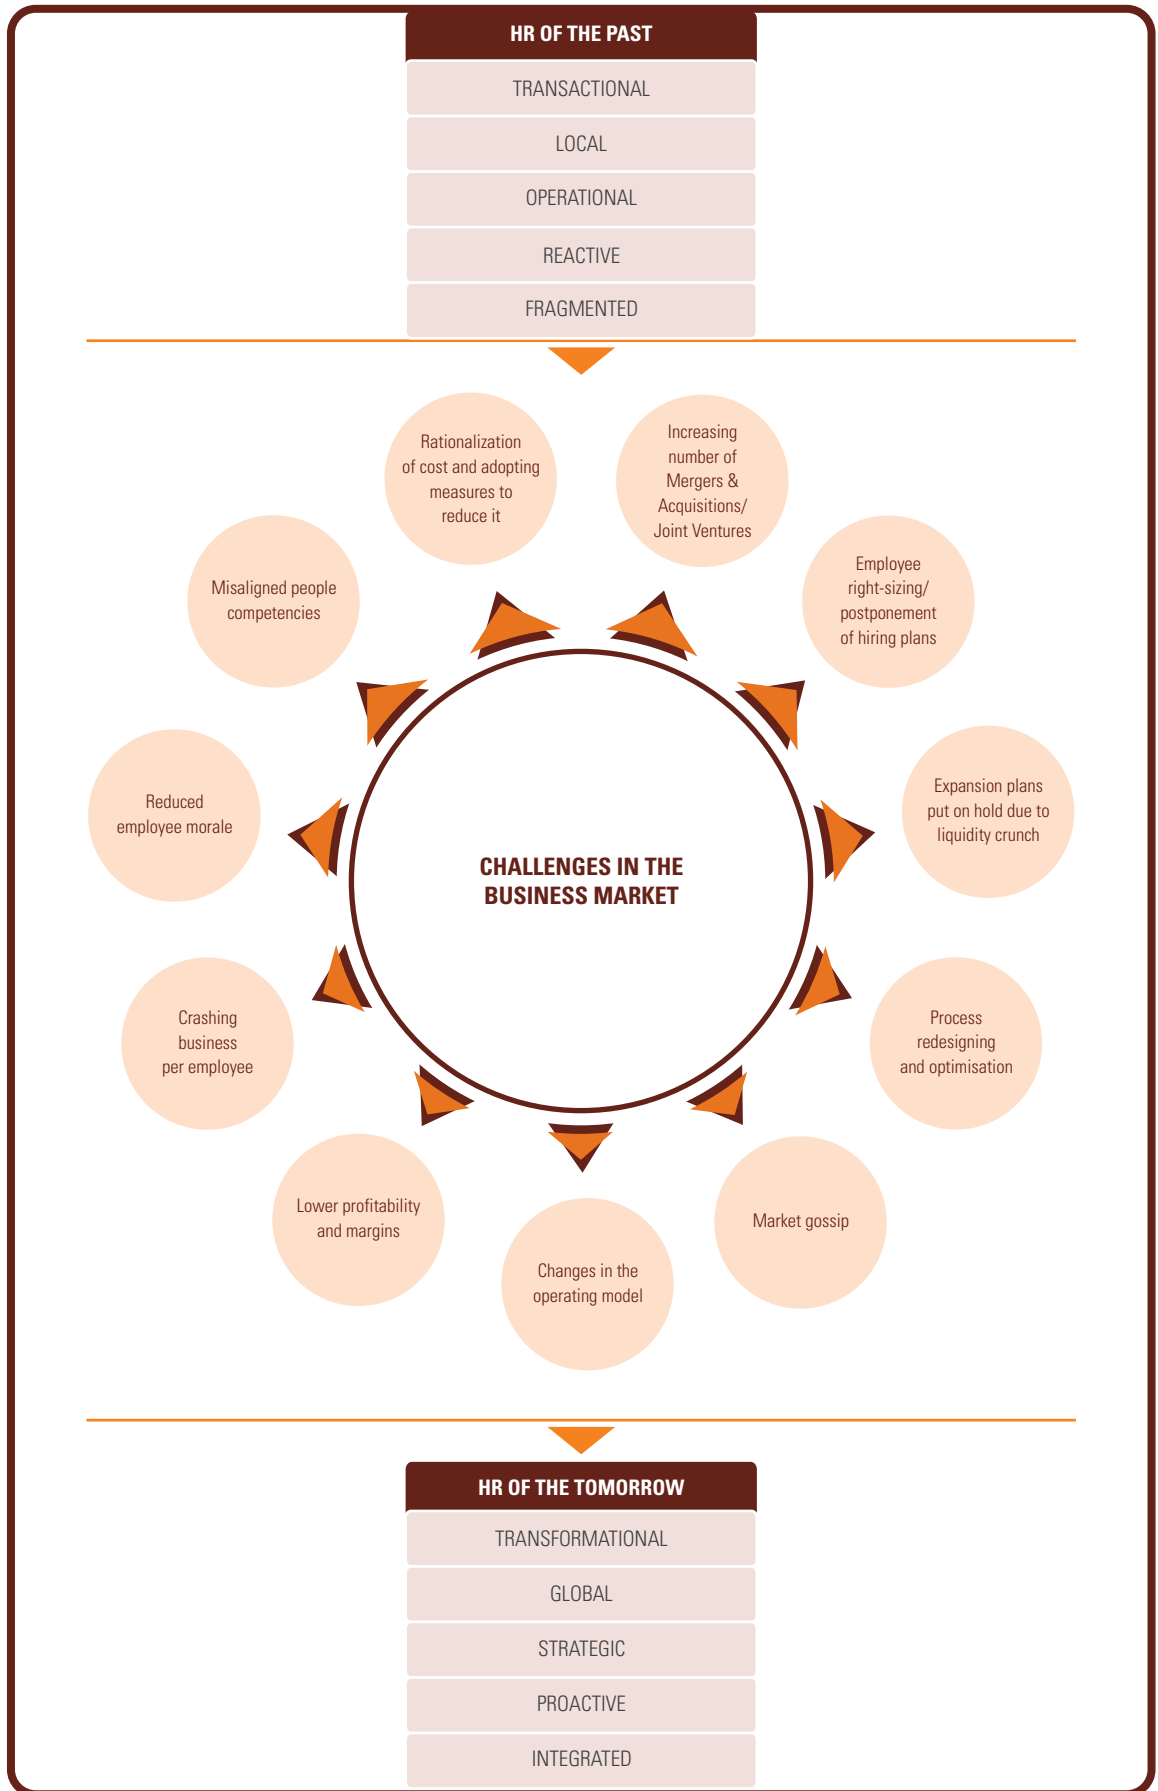 HR OF THE PAST
TRANSACTIONAL
LOCAL
OPERATIONAL
REACTIVE
FRAGMENTED
Rationalization
of cost and adopting
measures to
reduce it
Increasing
number of
Mergers &
Acquisitions/
Joint Ventures
Employee
right-sizing/
postponement
of hiring plans
Expansion plans
put on hold due to
liquidity crunch
Process
redesigning
and optimisation
Market gossip
Changes in the
operating model
Lower profitability
and margins
Crashing
business
per employee
Reduced
employee morale
Misaligned people
competencies
CHALLENGES IN THE
BUSINESS MARKET
HR OF THE TOMORROW
TRANSFORMATIONAL
GLOBAL
STRATEGIC
PROACTIVE
INTEGRATED